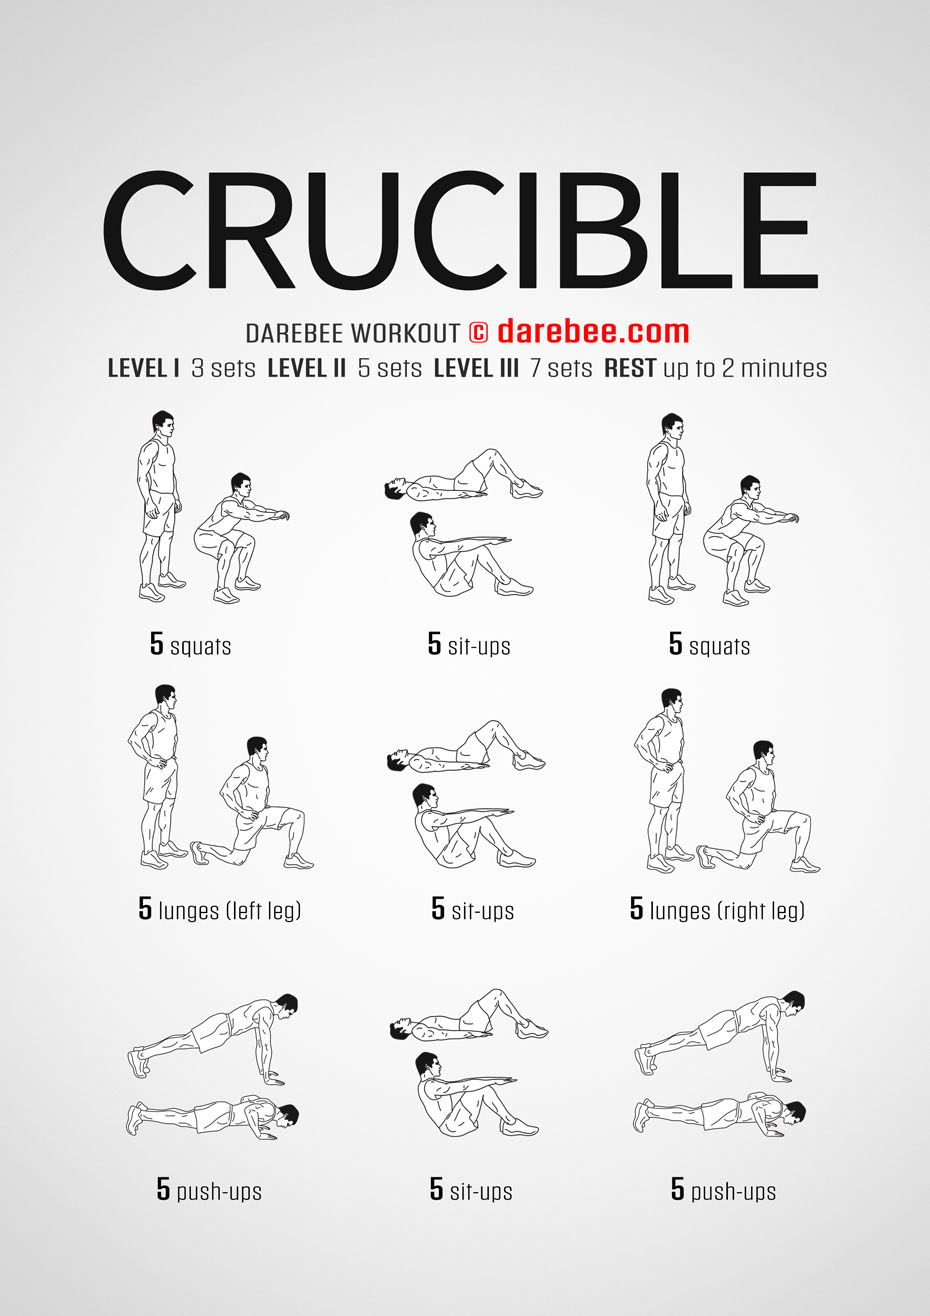 CRUCIBLE
DAREBEE WORKOUT © darebee.com
LEVEL I 3 sets LEVEL II 5 sets LEVEL III 7 sets REST up to 2 minutes
5 squats
5 sit-ups
5 squats
5 lunges (left leg)
5 sit-ups
5 lunges (right leg)
5 push-ups
5 sit-ups
5 push-ups